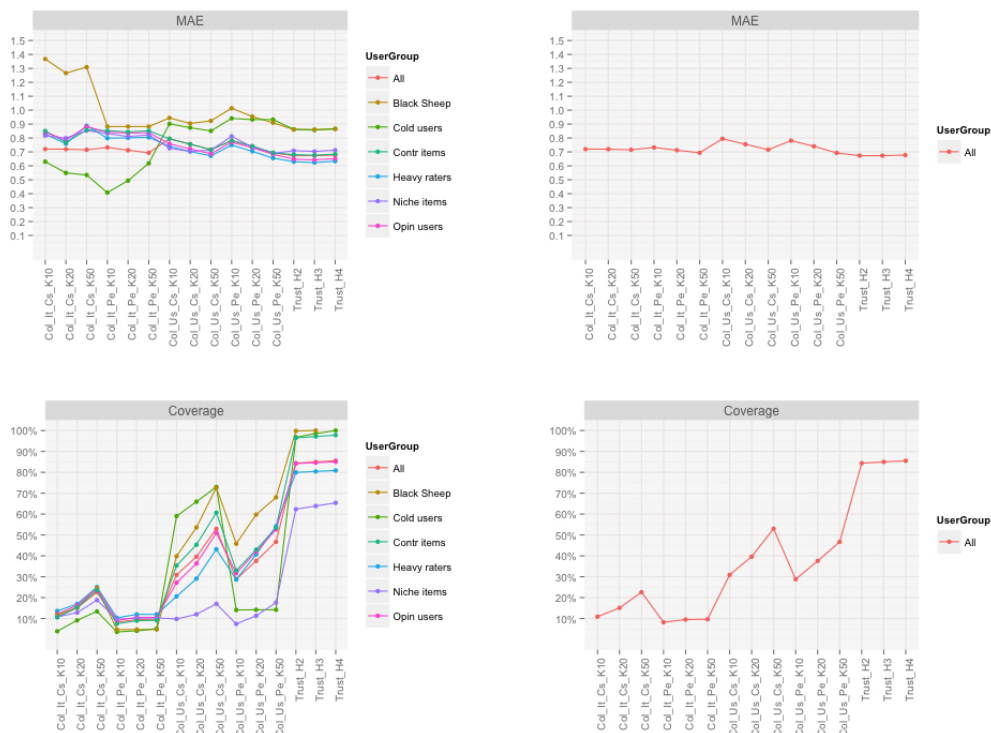 MAE
1.5
1.4
1.3
1.2
1.1
1.0
0.9
0.8
0.7
0.6
0.5
0.4
0.3
0.2
0.1
Col_It_Cs_K10
Col_It_Cs_K20
Col_It_Cs_K50
Col_It_Pe_K10
Col_It_Pe_K20
Col_It_Pe_K50
Col_Us_Cs_K10
Col_Us_Cs_K20
Col_Us_Cs_K50
Col_Us_Pe_K10
Col_Us_Pe_K20
Col_Us_Pe_K50
Trust_H2
Trust_H3
Trust_H4
UserGroup
All
Black Sheep
Cold users
Contr items
Heavy raters
Niche items
Opin users
MAE
1.5
1.4
1.3
1.2
1.1
1.0
0.9
0.8
0.7
0.6
0.5
0.4
0.3
0.2
0.1
Col_It_Cs_K10
Col_It_Cs_K20
Col_It_Cs_K50
Col_It_Pe_K10
Col_It_Pe_K20
Col_It_Pe_K50
Col_Us_Cs_K10
Col_Us_Cs_K20
Col_Us_Cs_K50
Col_Us_Pe_K10
Col_Us_Pe_K20
Col_Us_Pe_K50
Trust_H2
Trust_H3
Trust_H4
UserGroup
All
Coverage
100%
90%
80%
70%
60%
50%
40%
30%
20%
10%
Col_It_Cs_K10
Col_It_Cs_K20
Col_It_Cs_K50
Col_It_Pe_K10
Col_It_Pe_K20
Col_It_Pe_K50
Col_Us_Cs_K10
Col_Us_Cs_K20
Col_Us_Cs_K50
Col_Us_Pe_K10
Col_Us_Pe_K20
Col_Us_Pe_K50
Trust_H2
Trust_H3
Trust_H4
UserGroup
All
Black Sheep
Cold users
Contr items
Heavy raters
Niche items
Opin users
Coverage
100%
90%
80%
70%
60%
50%
40%
30%
20%
10%
Col_It_Cs_K10
Col_It_Cs_K20
Col_It_Cs_K50
Col_It_Pe_K10
Col_It_Pe_K20
Col_It_Pe_K50
Col_Us_Cs_K10
Col_Us_Cs_K20
Col_Us_Cs_K50
Col_Us_Pe_K10
Col_Us_Pe_K20
Col_Us_Pe_K50
Trust_H2
Trust_H3
Trust_H4
UserGroup
All